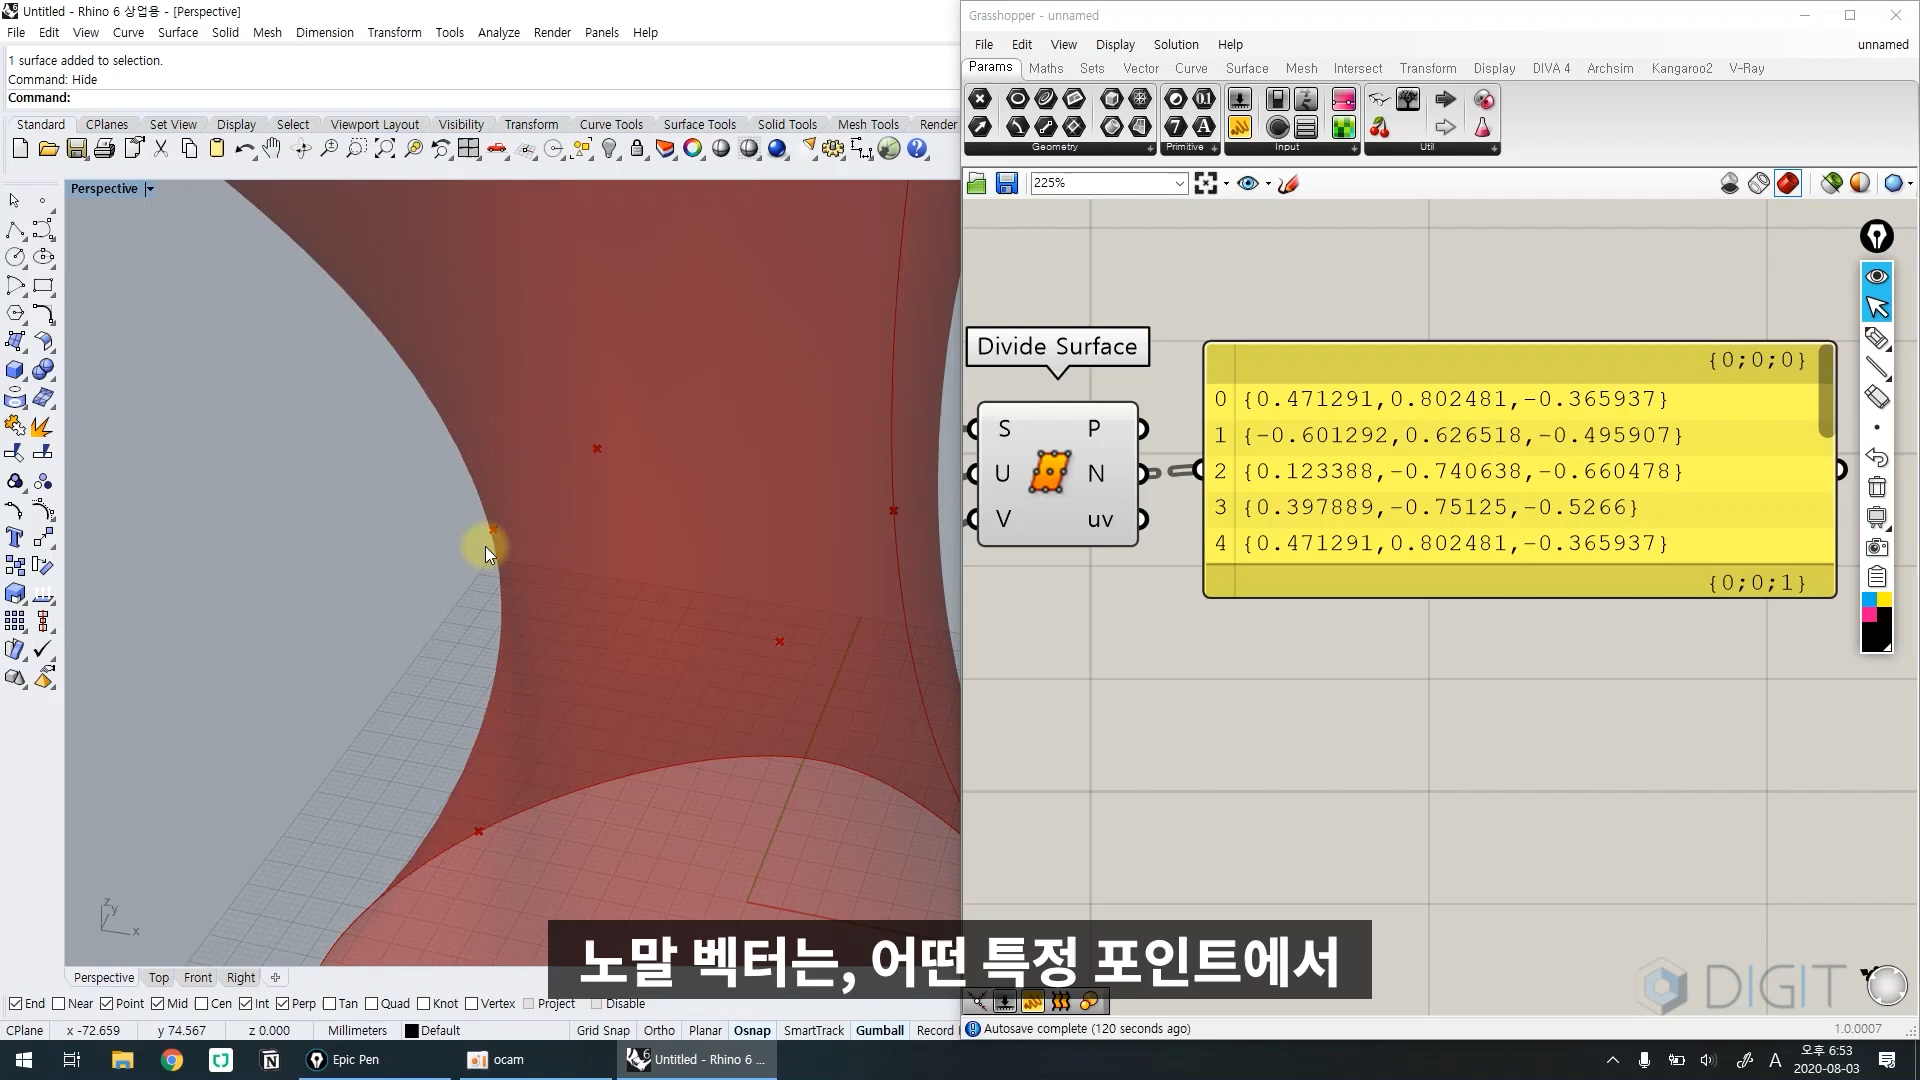 Untitled - Rhino 6 상업용 - [Perspective]
File Edit View Curve Surface Solid Mesh Dimension Transform Tools Analyze Render Panels Help
1 surface added to selection.
Command: Hide
Command:
Standard CPlanes Set View Display Select Viewport Layout Visibility Transform Curve Tools Surface Tools Solid Tools Mesh Tools Render
Perspective
z y x
Perspective Top Front Right
End Near Point Mid Cen Int Perp Tan Quad Knot Vertex Project Disable
CPlane x -72.659 y 74.567 z 0.000 Millimeters Default Grid Snap Ortho Planar Osnap SmartTrack Gumball Record
Grasshopper - unnamed
File Edit View Display Solution Help unnamed
Params Maths Sets Vector Curve Surface Mesh Intersect Transform Display DIVA 4 Archsim Kangaroo2 V-Ray
Geometry Primitive Input Util
225%
Divide Surface
S P
U N
V uv
{0;0;0}
0 {0.471291,0.802481,-0.365937}
1 {-0.601292,0.626518,-0.495907}
2 {0.123388,-0.740638,-0.660478}
3 {0.397889,-0.75125,-0.5266}
4 {0.471291,0.802481,-0.365937}
{0;0;1}
노말 벡터는, 어떤 특정 포인트에서
DIGIT
Autosave complete (120 seconds ago) 1.0.0007
Epic Pen ocam Untitled - Rhino 6 ...
A 오후 6:53
2020-08-03